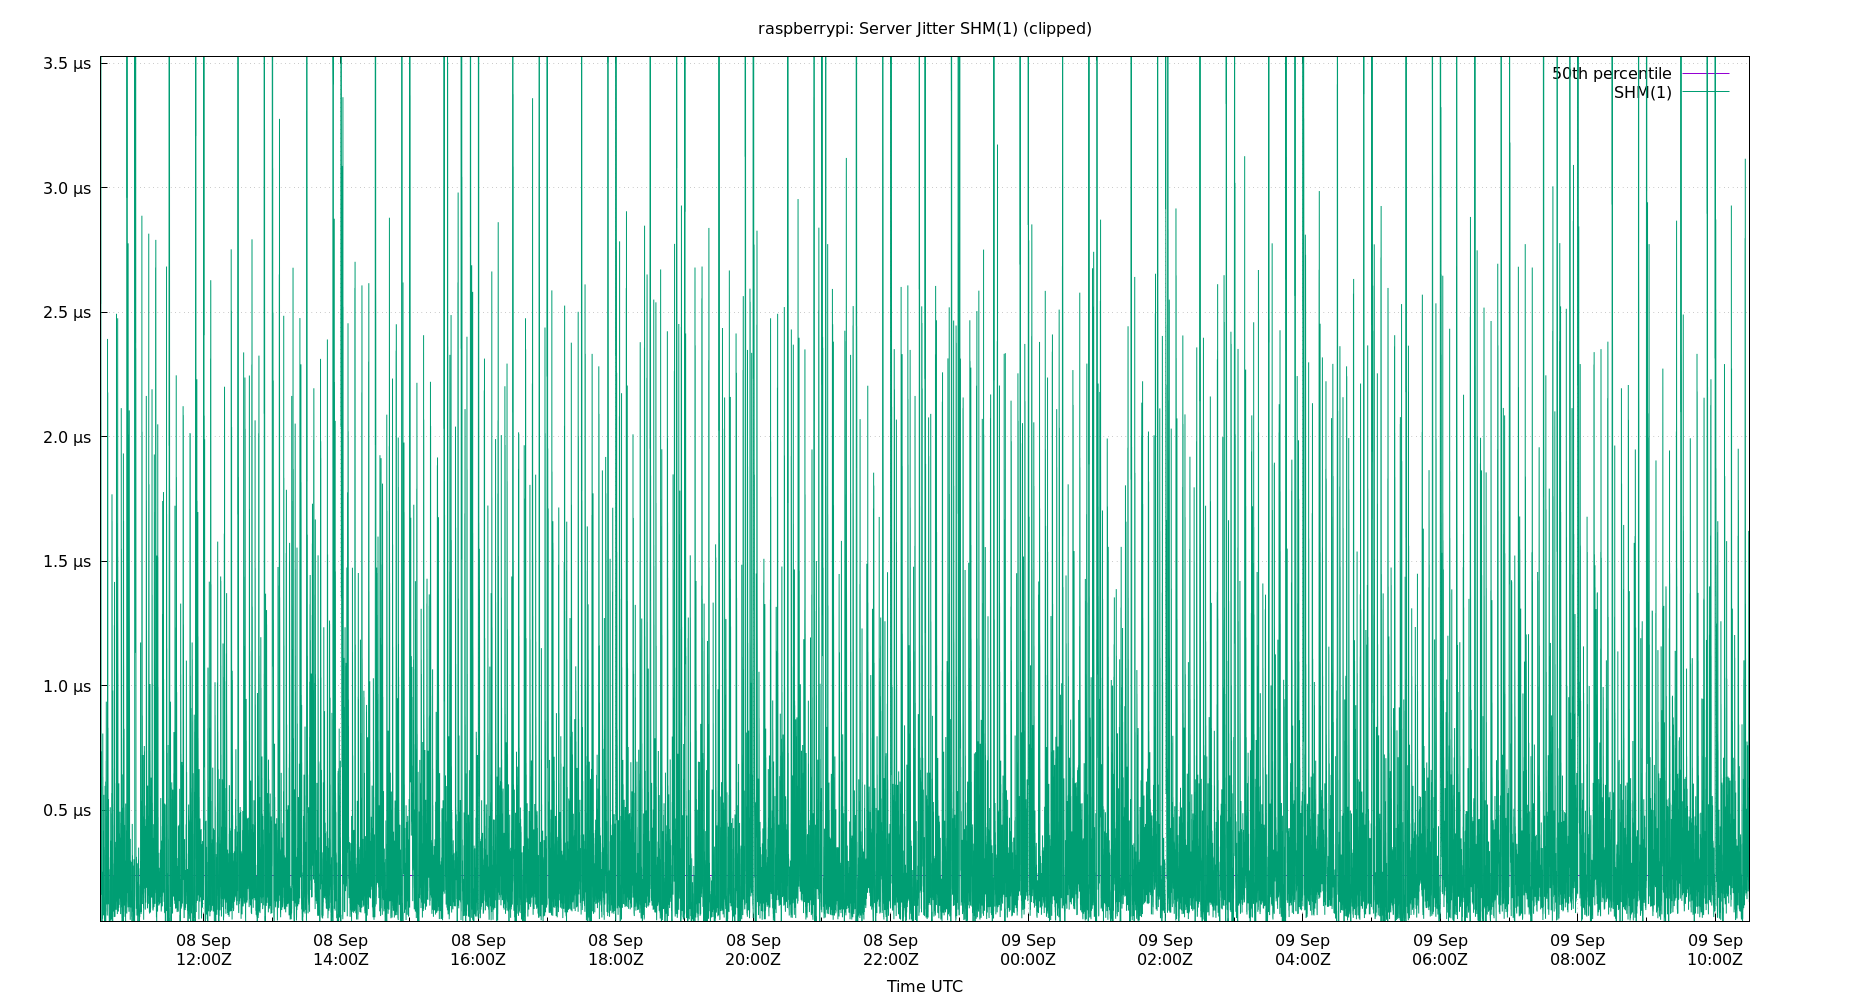 raspberrypi: Server Jitter SHM(1) (clipped)
3.5 µs
3.0 µs
2.5 µs
2.0 µs
1.5 µs
1.0 µs
0.5 µs
50th percentile
SHM(1)
08 Sep 08 Sep 08 Sep 08 Sep 08 Sep 08 Sep 09 Sep 09 Sep 09 Sep 09 Sep 09 Sep 09 Sep
12:00Z 14:00Z 16:00Z 18:00Z 20:00Z 22:00Z 00:00Z 02:00Z 04:00Z 06:00Z 08:00Z 10:00Z
Time UTC